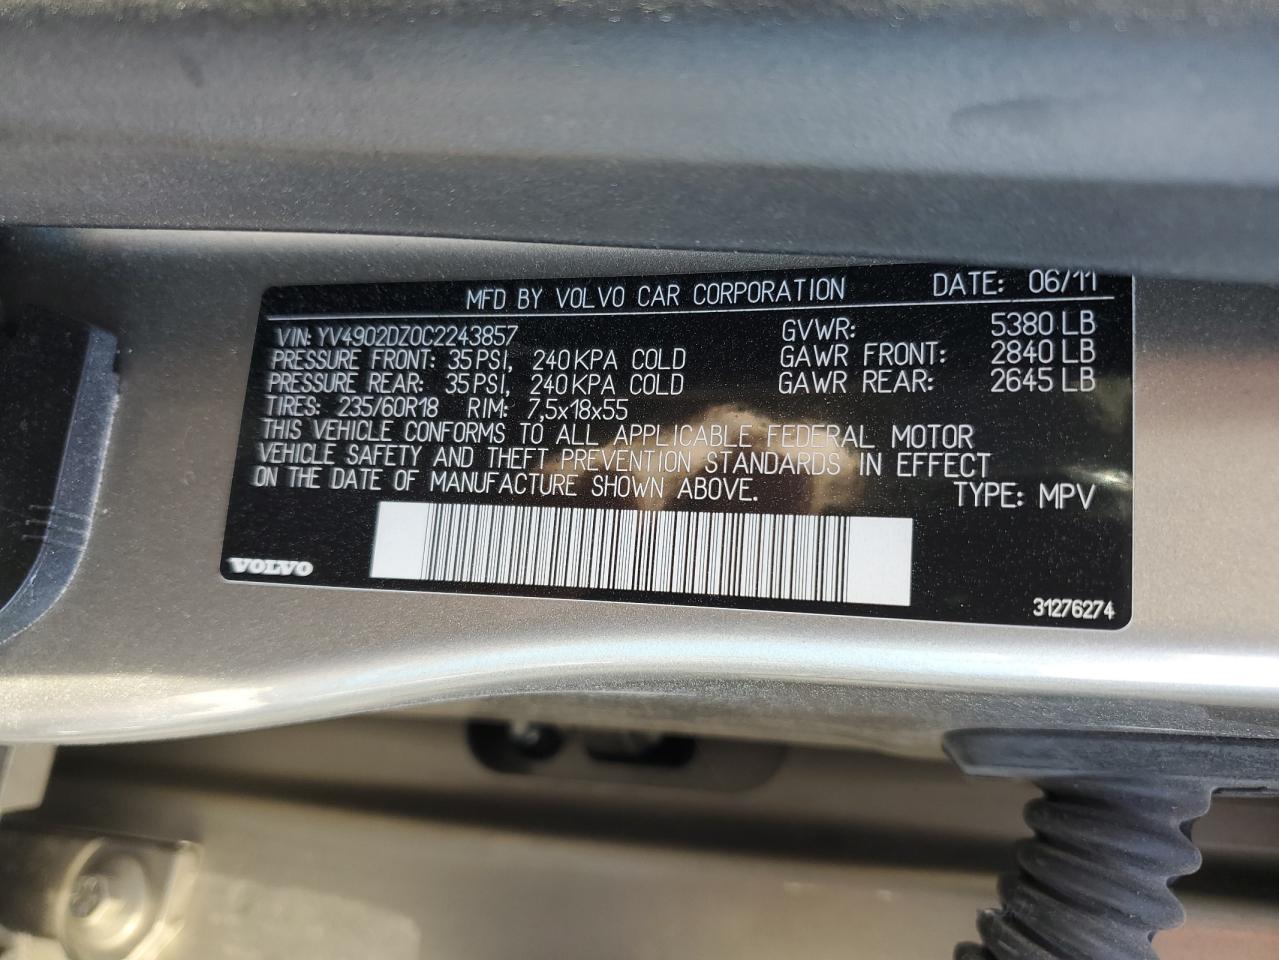 MFD BY VOLVO CAR CORPORATION DATE: 06/11
VIN: YV4902DZ0C2243857 GVWR: 5380 LB
PRESSURE FRONT: 35 PSI, 240 KPA COLD GAWR FRONT: 2840 LB
PRESSURE REAR: 35 PSI, 240 KPA COLD GAWR REAR: 2645 LB
TIRES: 235/60R18 RIM: 7,5x18x55
THIS VEHICLE CONFORMS TO ALL APPLICABLE FEDERAL MOTOR
VEHICLE SAFETY AND THEFT PREVENTION STANDARDS IN EFFECT
ON THE DATE OF MANUFACTURE SHOWN ABOVE. TYPE: MPV
VOLVO
31276274